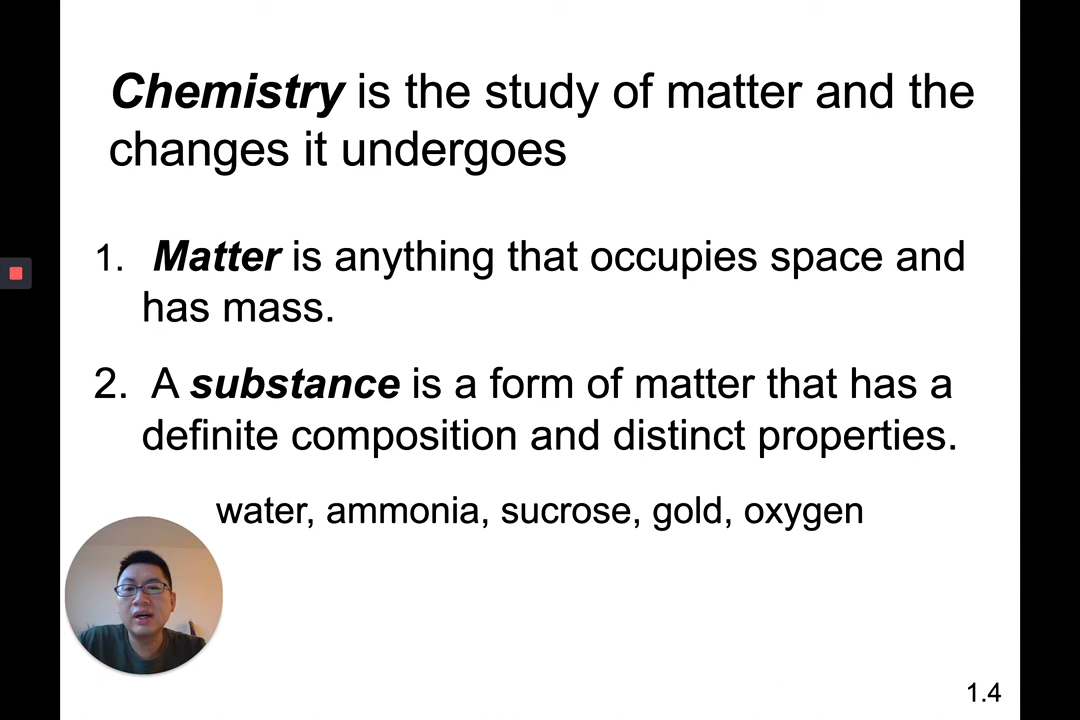 Chemistry is the study of matter and the
changes it undergoes
1. Matter is anything that occupies space and
has mass.
2. A substance is a form of matter that has a
definite composition and distinct properties.
water, ammonia, sucrose, gold, oxygen
1.4